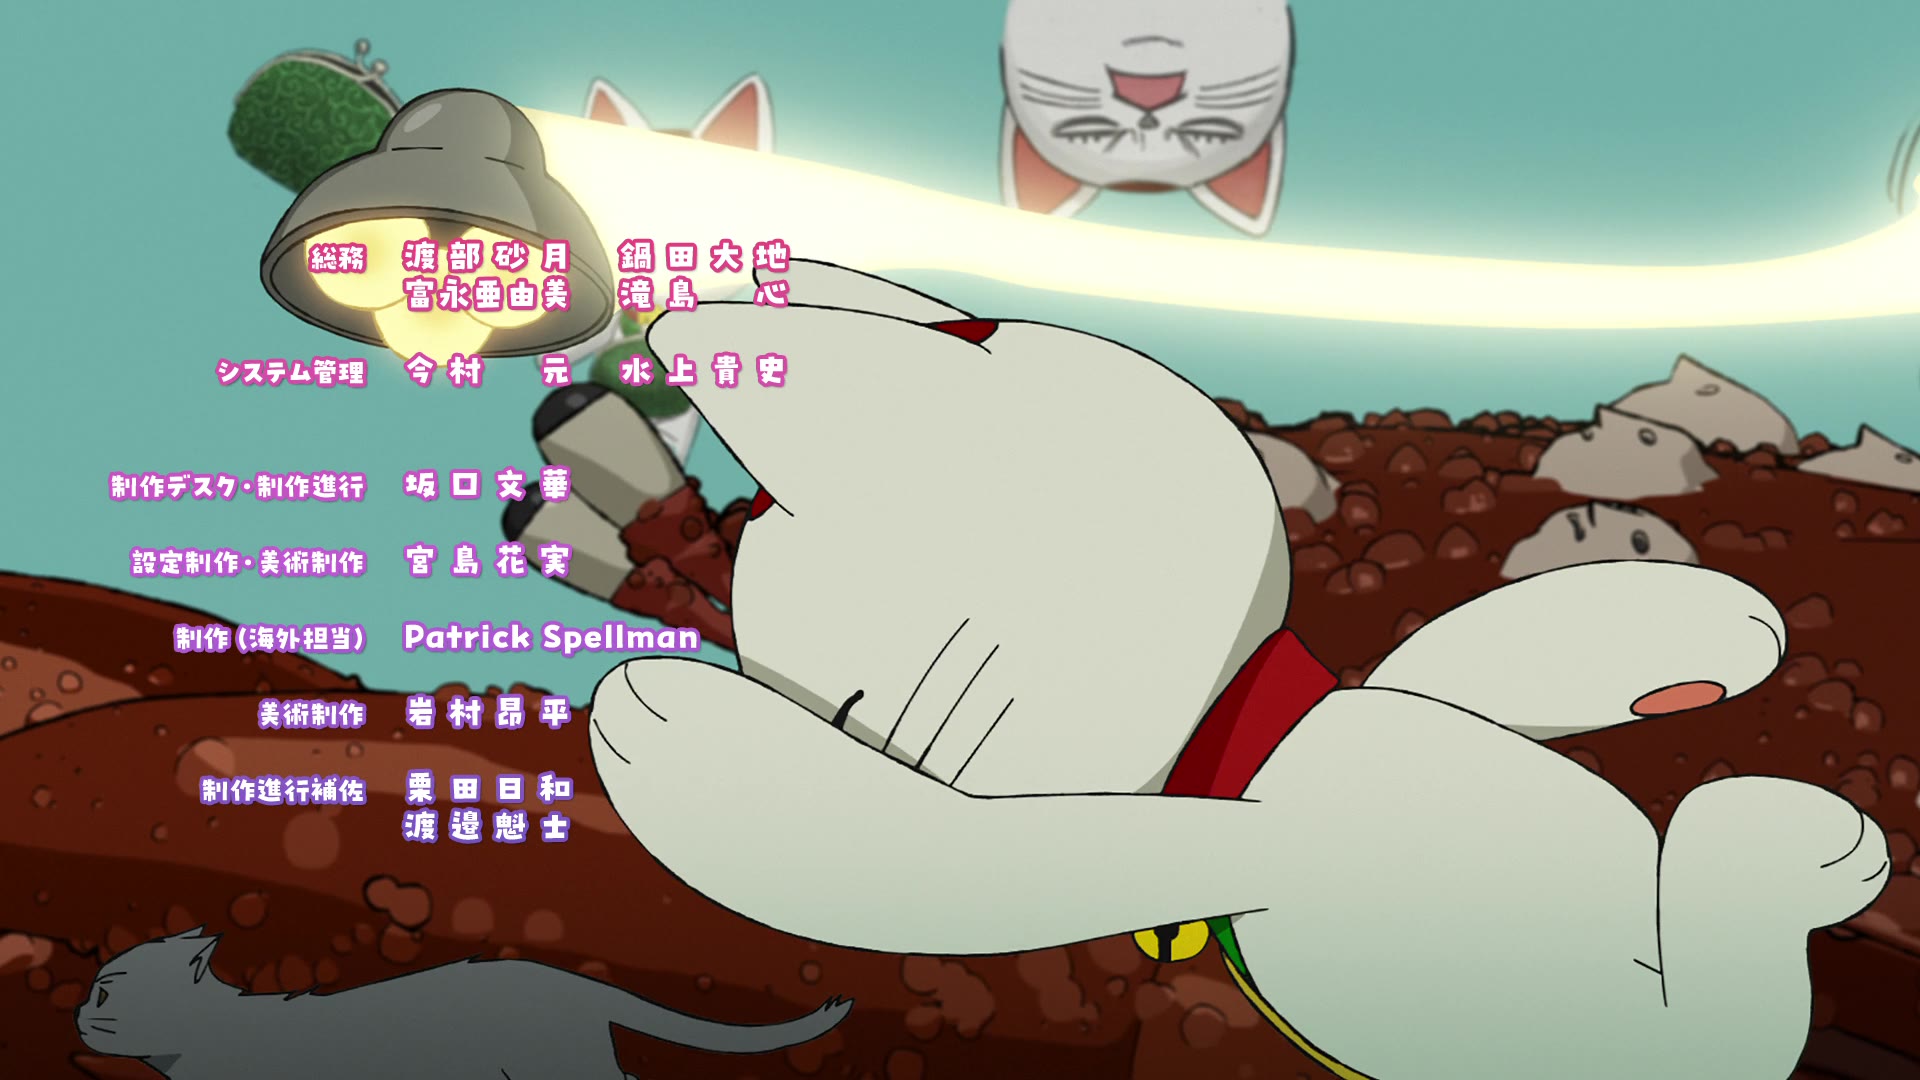 総務 渡部砂月 鍋田大地
富永亜由美 滝島 心
システム管理 今村 元 水上貴史
制作デスク・制作進行 坂口文華
設定制作・美術制作 宮島花実
制作(海外担当) Patrick Spellman
美術制作 岩村昂平
制作進行補佐 栗田日和
渡邉魁士